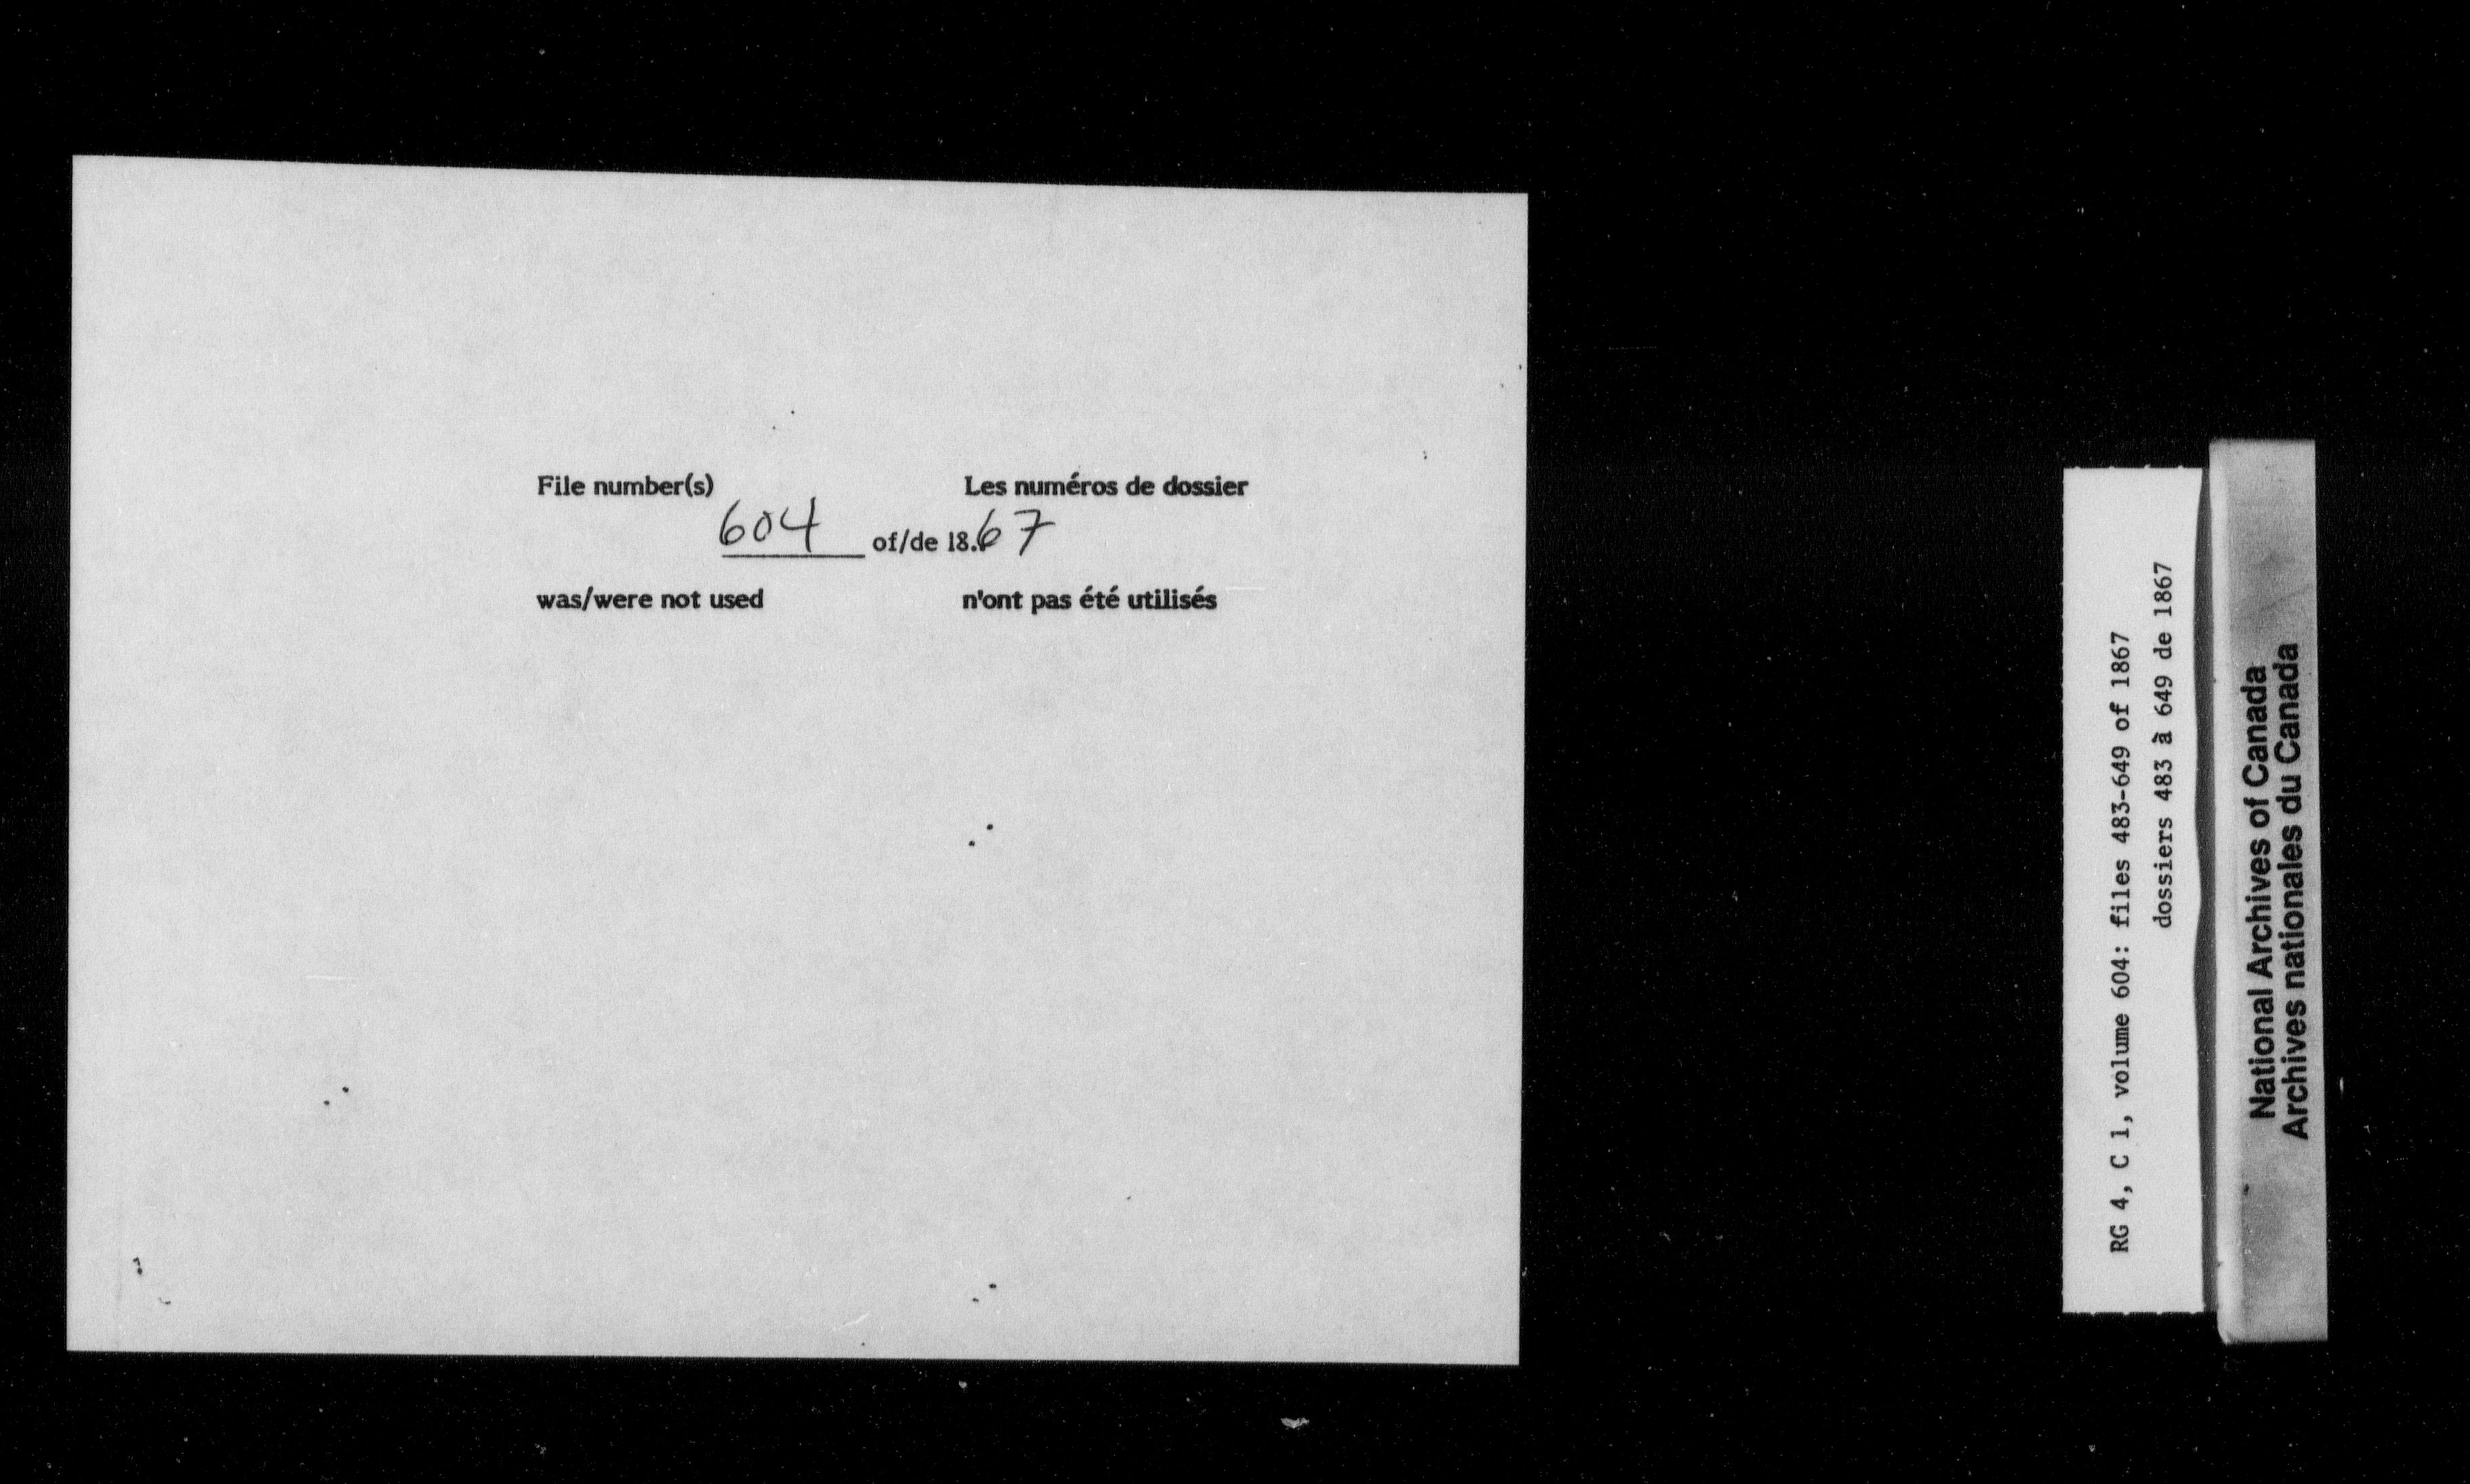 File number(s) Les numéros de dossier
604 of/de 18.67
was/were not used n'ont pas été utilisés
RG 4, C 1, volume 604: files 483-649 of 1867
dossiers 483 à 649 de 1867
National Archives of Canada
Archives nationales du Canada